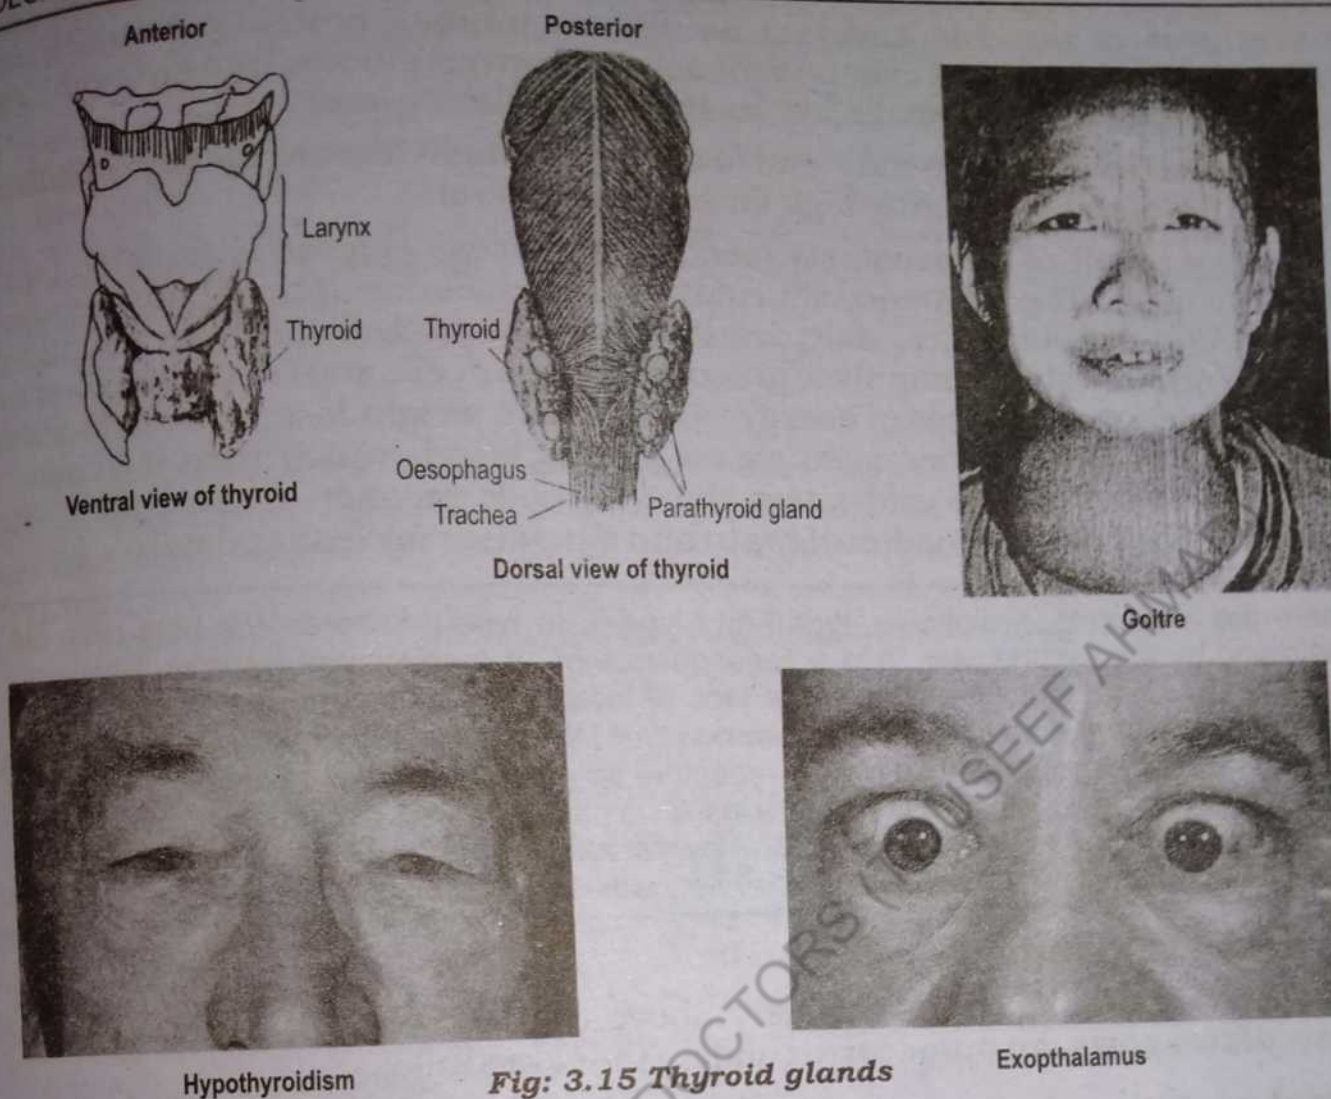 Anterior
Posterior
Larynx
Thyroid
Thyroid
Oesophagus
Trachea
Parathyroid gland
Ventral view of thyroid
Dorsal view of thyroid
Goitre
Hypothyroidism
Exopthalamus
Fig: 3.15 Thyroid glands